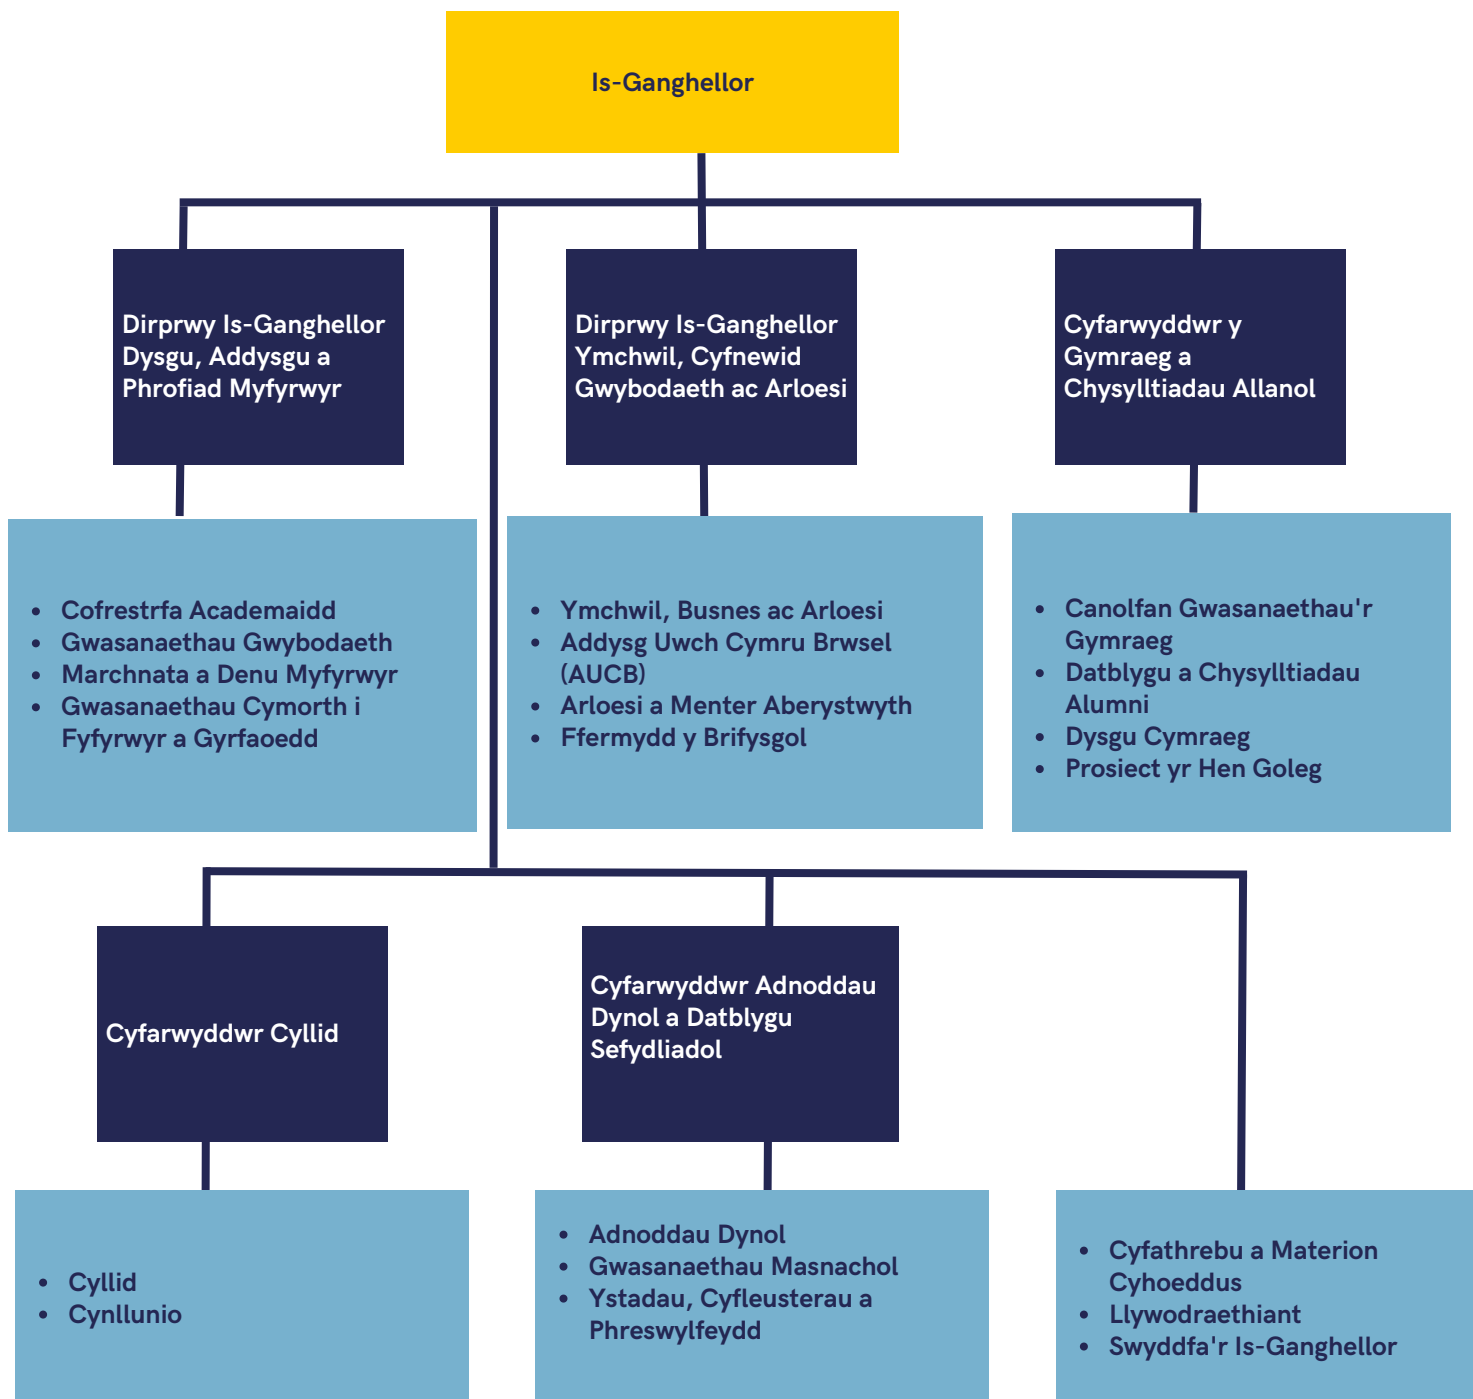 Is-Ganghellor
Dirprwy Is-Ganghellor
Dysgu, Addysgu a
Phrofiad Myfyrwyr
Dirprwy Is-Ganghellor
Ymchwil, Cyfnewid
Gwybodaeth ac Arloesi
Cyfarwyddwr y
Gymraeg a
Chysylltiadau Allanol
• Cofrestrfa Academaidd
• Gwasanaethau Gwybodaeth
• Marchnata a Denu Myfyrwyr
• Gwasanaethau Cymorth i
Fyfyrwyr a Gyrfaoedd
• Ymchwil, Busnes ac Arloesi
• Addysg Uwch Cymru Brwsel
(AUCB)
• Arloesi a Menter Aberystwyth
• Ffermydd y Brifysgol
• Canolfan Gwasanaethau'r
Gymraeg
• Datblygu a Chysylltiadau
Alumni
• Dysgu Cymraeg
• Prosiect yr Hen Goleg
Cyfarwyddwr Cyllid
Cyfarwyddwr Adnoddau
Dynol a Datblygu
Sefydliadol
• Cyllid
• Cynllunio
• Adnoddau Dynol
• Gwasanaethau Masnachol
• Ystadau, Cyfleusterau a
Phreswylfeydd
• Cyfathrebu a Materion
Cyhoeddus
• Llywodraethiant
• Swyddfa'r Is-Ganghellor